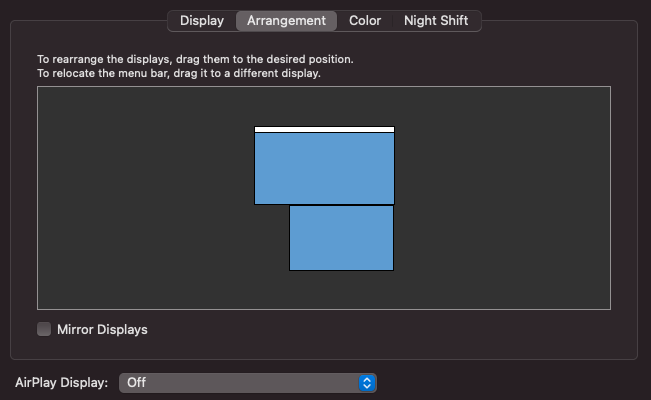 Display Arrangement Color Night Shift
To rearrange the displays, drag them to the desired position.
To relocate the menu bar, drag it to a different display.
Mirror Displays
AirPlay Display: Off